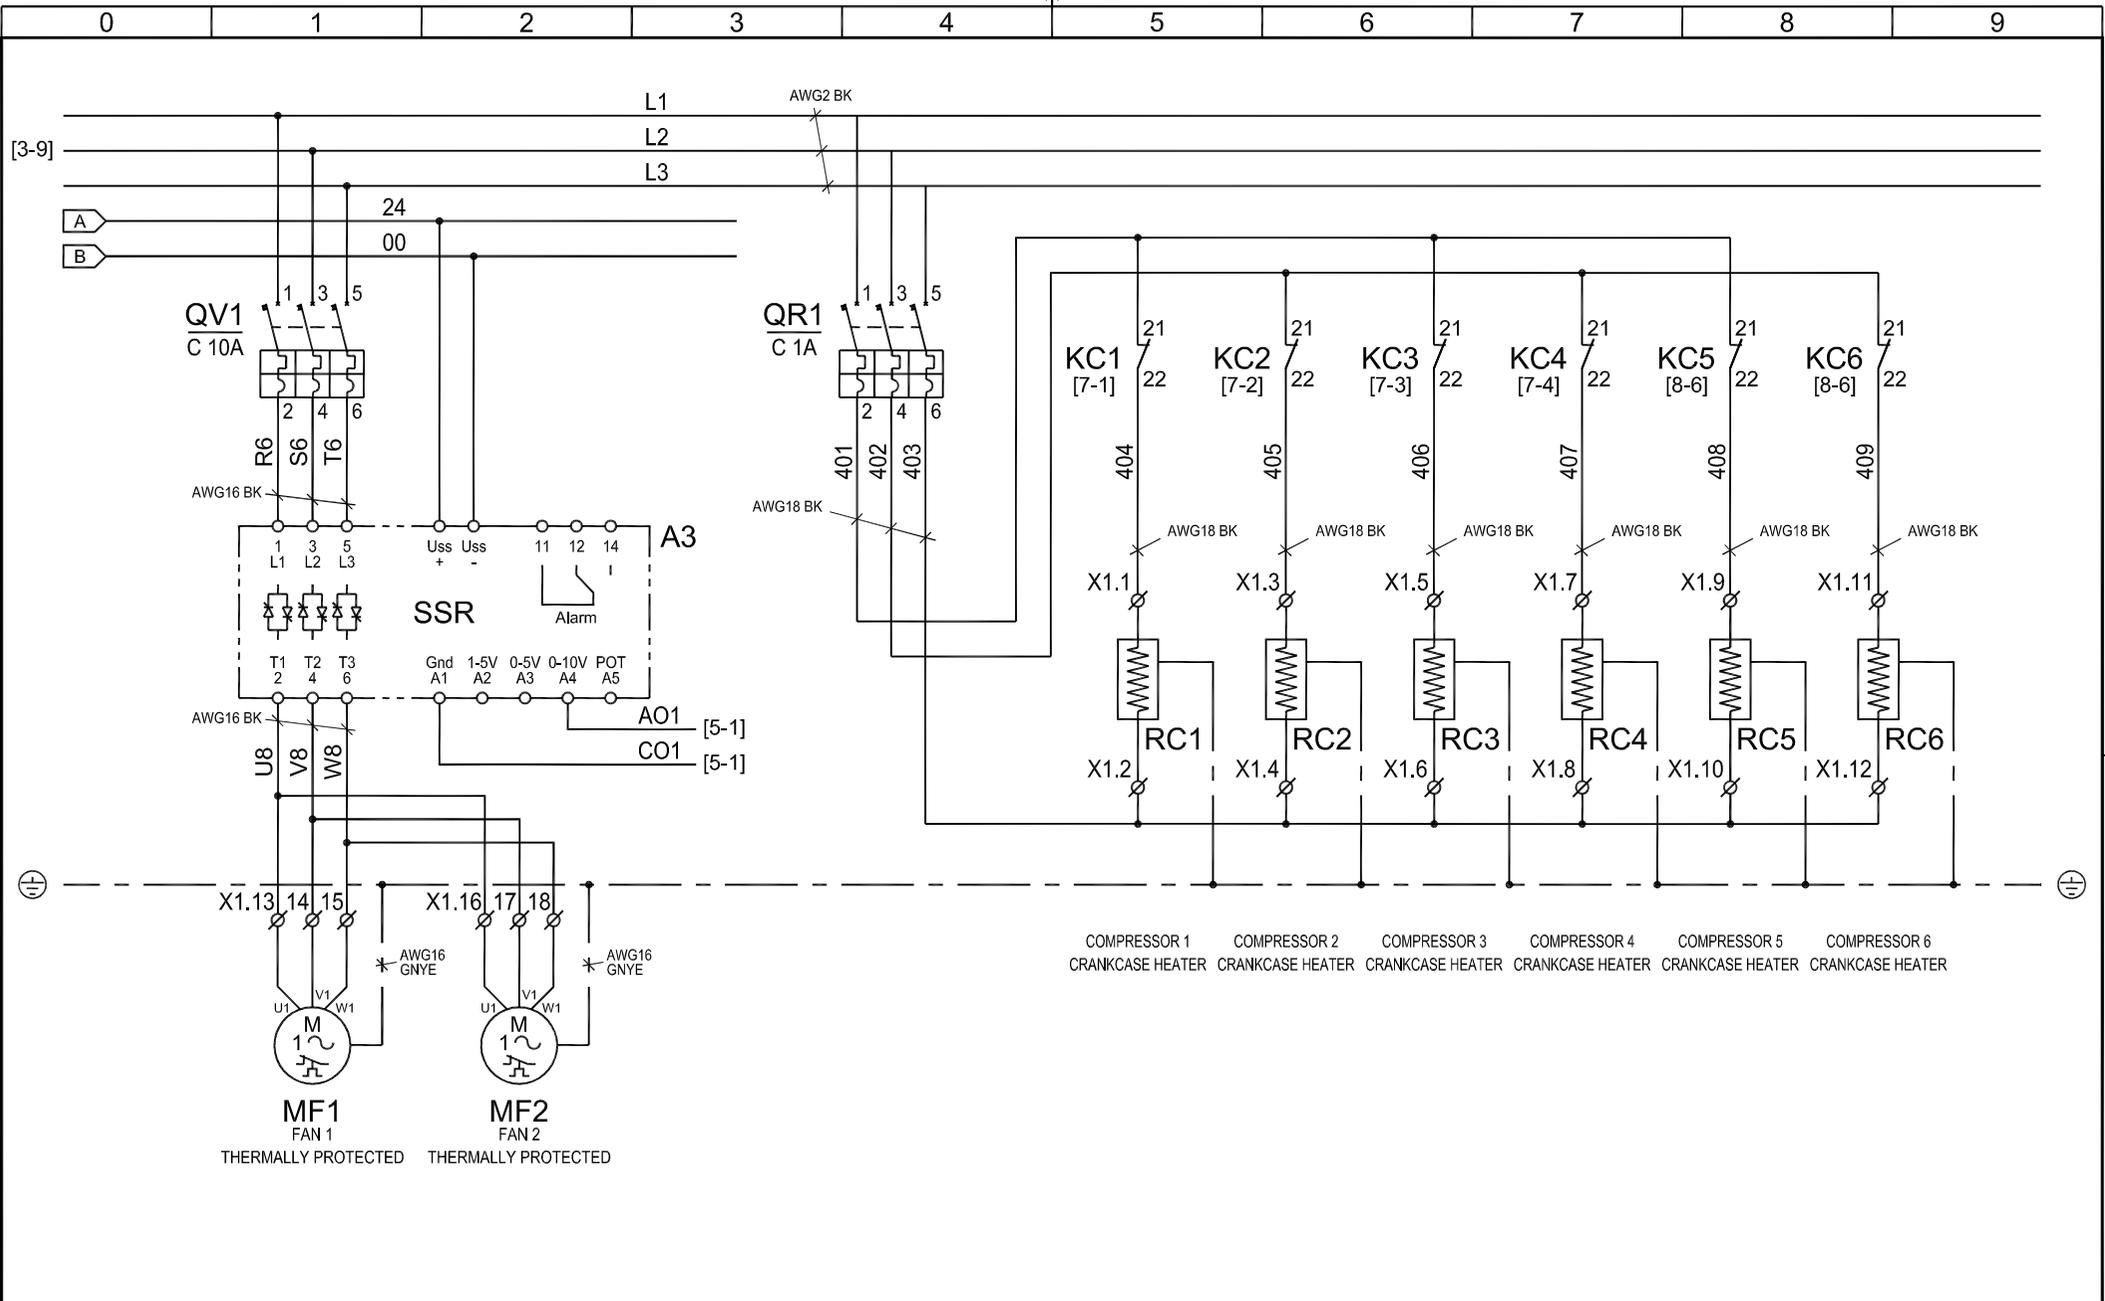 0 1 2 3 4 5 6 7 8 9
AWG2 BK
L1
[3-9] L2
L3
A 24
B 00
1 3 5
QV1
C 10A
2 4 6
R6 S6 T6
AWG16 BK
1 3 5 Uss Uss 11 12 14
L1 L2 L3 + -
A3
SSR
Alarm
T1 T2 T3 Gnd 1-5V 0-5V 0-10V POT
2 4 6 A1 A2 A3 A4 A5
AWG16 BK
AO1 [5-1]
CO1 [5-1]
U8 V8 W8
X1.13 14 15 X1.16 17 18
AWG16
GNYE
AWG16
GNYE
U1 V1 W1 U1 V1 W1
M M
1 1
MF1 MF2
FAN 1 FAN 2
THERMALLY PROTECTED THERMALLY PROTECTED
1 3 5
QR1
C 1A
2 4 6
401 402 403
AWG18 BK
21 21 21 21 21 21
KC1 KC2 KC3 KC4 KC5 KC6
[7-1] 22 [7-2] 22 [7-3] 22 [7-4] 22 [8-6] 22 [8-6] 22
404 405 406 407 408 409
AWG18 BK AWG18 BK AWG18 BK AWG18 BK AWG18 BK AWG18 BK
X1.1 X1.3 X1.5 X1.7 X1.9 X1.11
RC1 RC2 RC3 RC4 RC5 RC6
X1.2 X1.4 X1.6 X1.8 X1.10 X1.12
COMPRESSOR 1 COMPRESSOR 2 COMPRESSOR 3 COMPRESSOR 4 COMPRESSOR 5 COMPRESSOR 6
CRANKCASE HEATER CRANKCASE HEATER CRANKCASE HEATER CRANKCASE HEATER CRANKCASE HEATER CRANKCASE HEATER